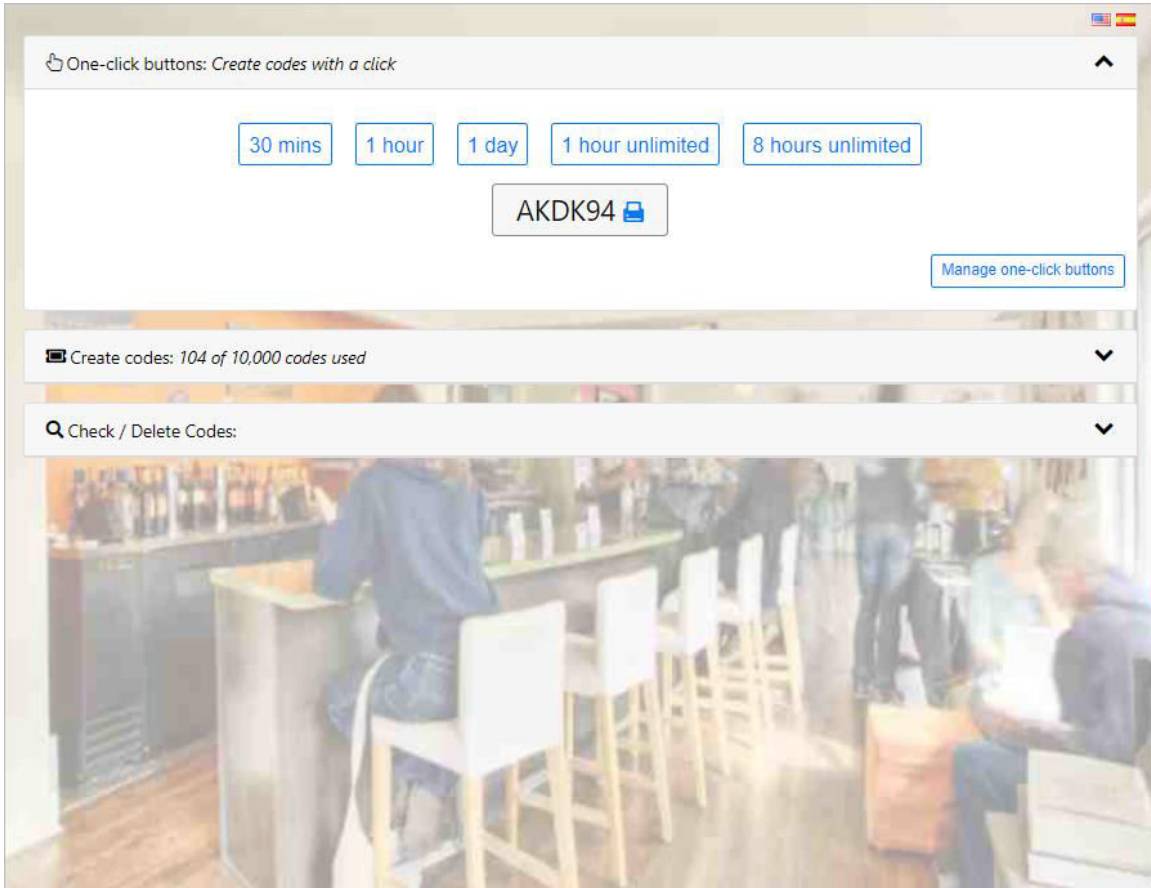 One-click buttons: Create codes with a click
30 mins 1 hour 1 day 1 hour unlimited 8 hours unlimited
AKDK94
Manage one-click buttons
Create codes: 104 of 10,000 codes used
Check / Delete Codes: